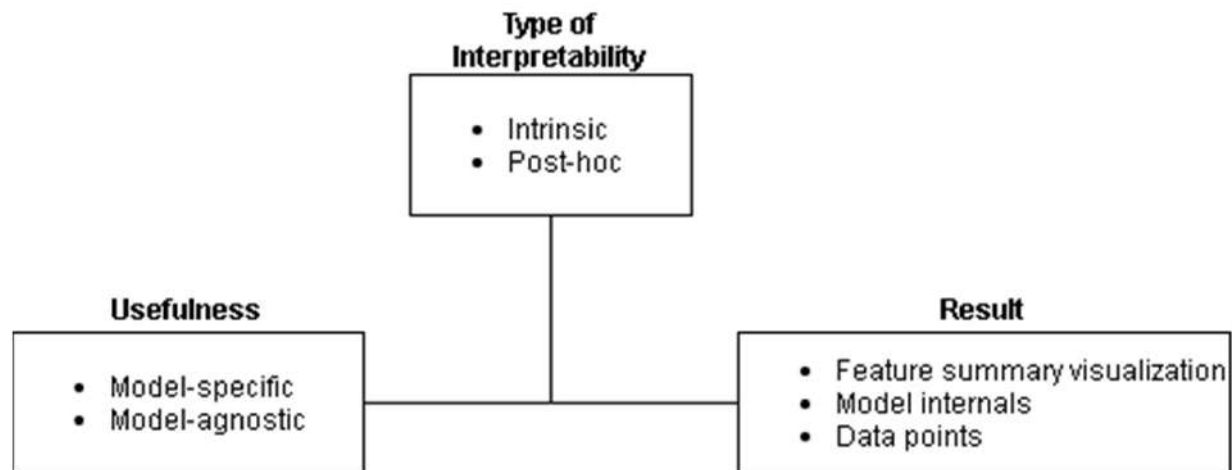 Type of
Interpretability
• Intrinsic
• Post-hoc
Usefulness
• Model-specific
• Model-agnostic
Result
• Feature summary visualization
• Model internals
• Data points